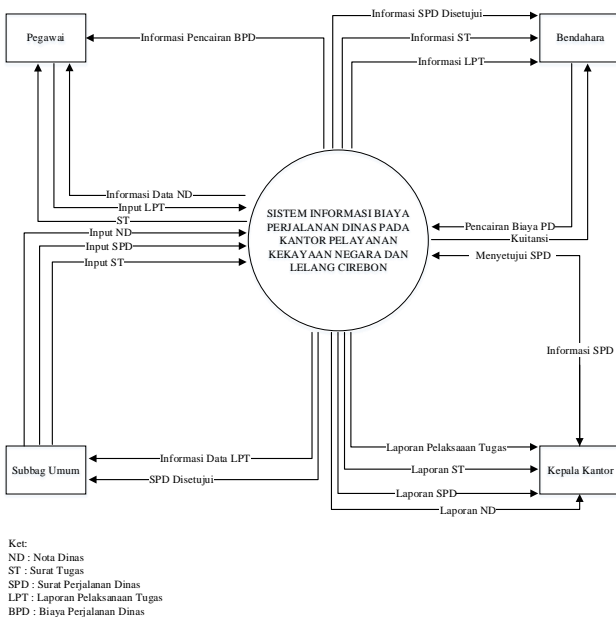 Pegawai
Informasi Pencairan BPD
Informasi SPD Disetujui
Informasi ST
Informasi LPT
Bendahara
Informasi Data ND
Input LPT
ST
Input ND
Input SPD
Input ST
SISTEM INFORMASI BIAYA
PERJALANAN DINAS PADA
KANTOR PELAYANAN
KEKAYAAN NEGARA DAN
LELANG CIREBON
Pencairan Biaya PD
Kuitansi
Menyetujui SPD
Informasi SPD
Subbag Umum
Informasi Data LPT
SPD Disetujui
Laporan Pelaksaaan Tugas
Laporan ST
Laporan SPD
Laporan ND
Kepala Kantor
Ket:
ND : Nota Dinas
ST : Surat Tugas
SPD : Surat Perjalanan Dinas
LPT : Laporan Pelaksanaan Tugas
BPD : Biaya Perjalanan Dinas